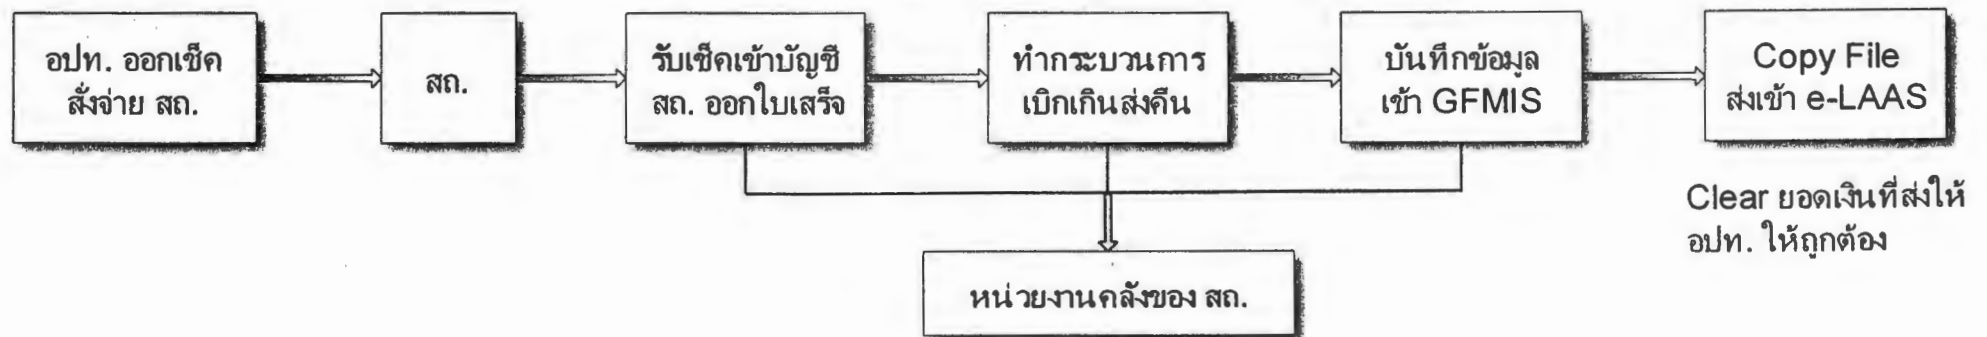 อปท. ออกเช็ค
สั่งจ่าย สถ.
สถ.
รับเช็คเข้าบัญชี
สถ. ออกใบเสร็จ
ทำกระบวนการ
เบิกเกินส่งคืน
บันทึกข้อมูล
เข้า GFMIS
Copy File
ส่งเข้า e-LAAS
Clear ยอดเงินที่ส่งให้
อปท. ให้ถูกต้อง
หน่วยงานคลังของ สถ.